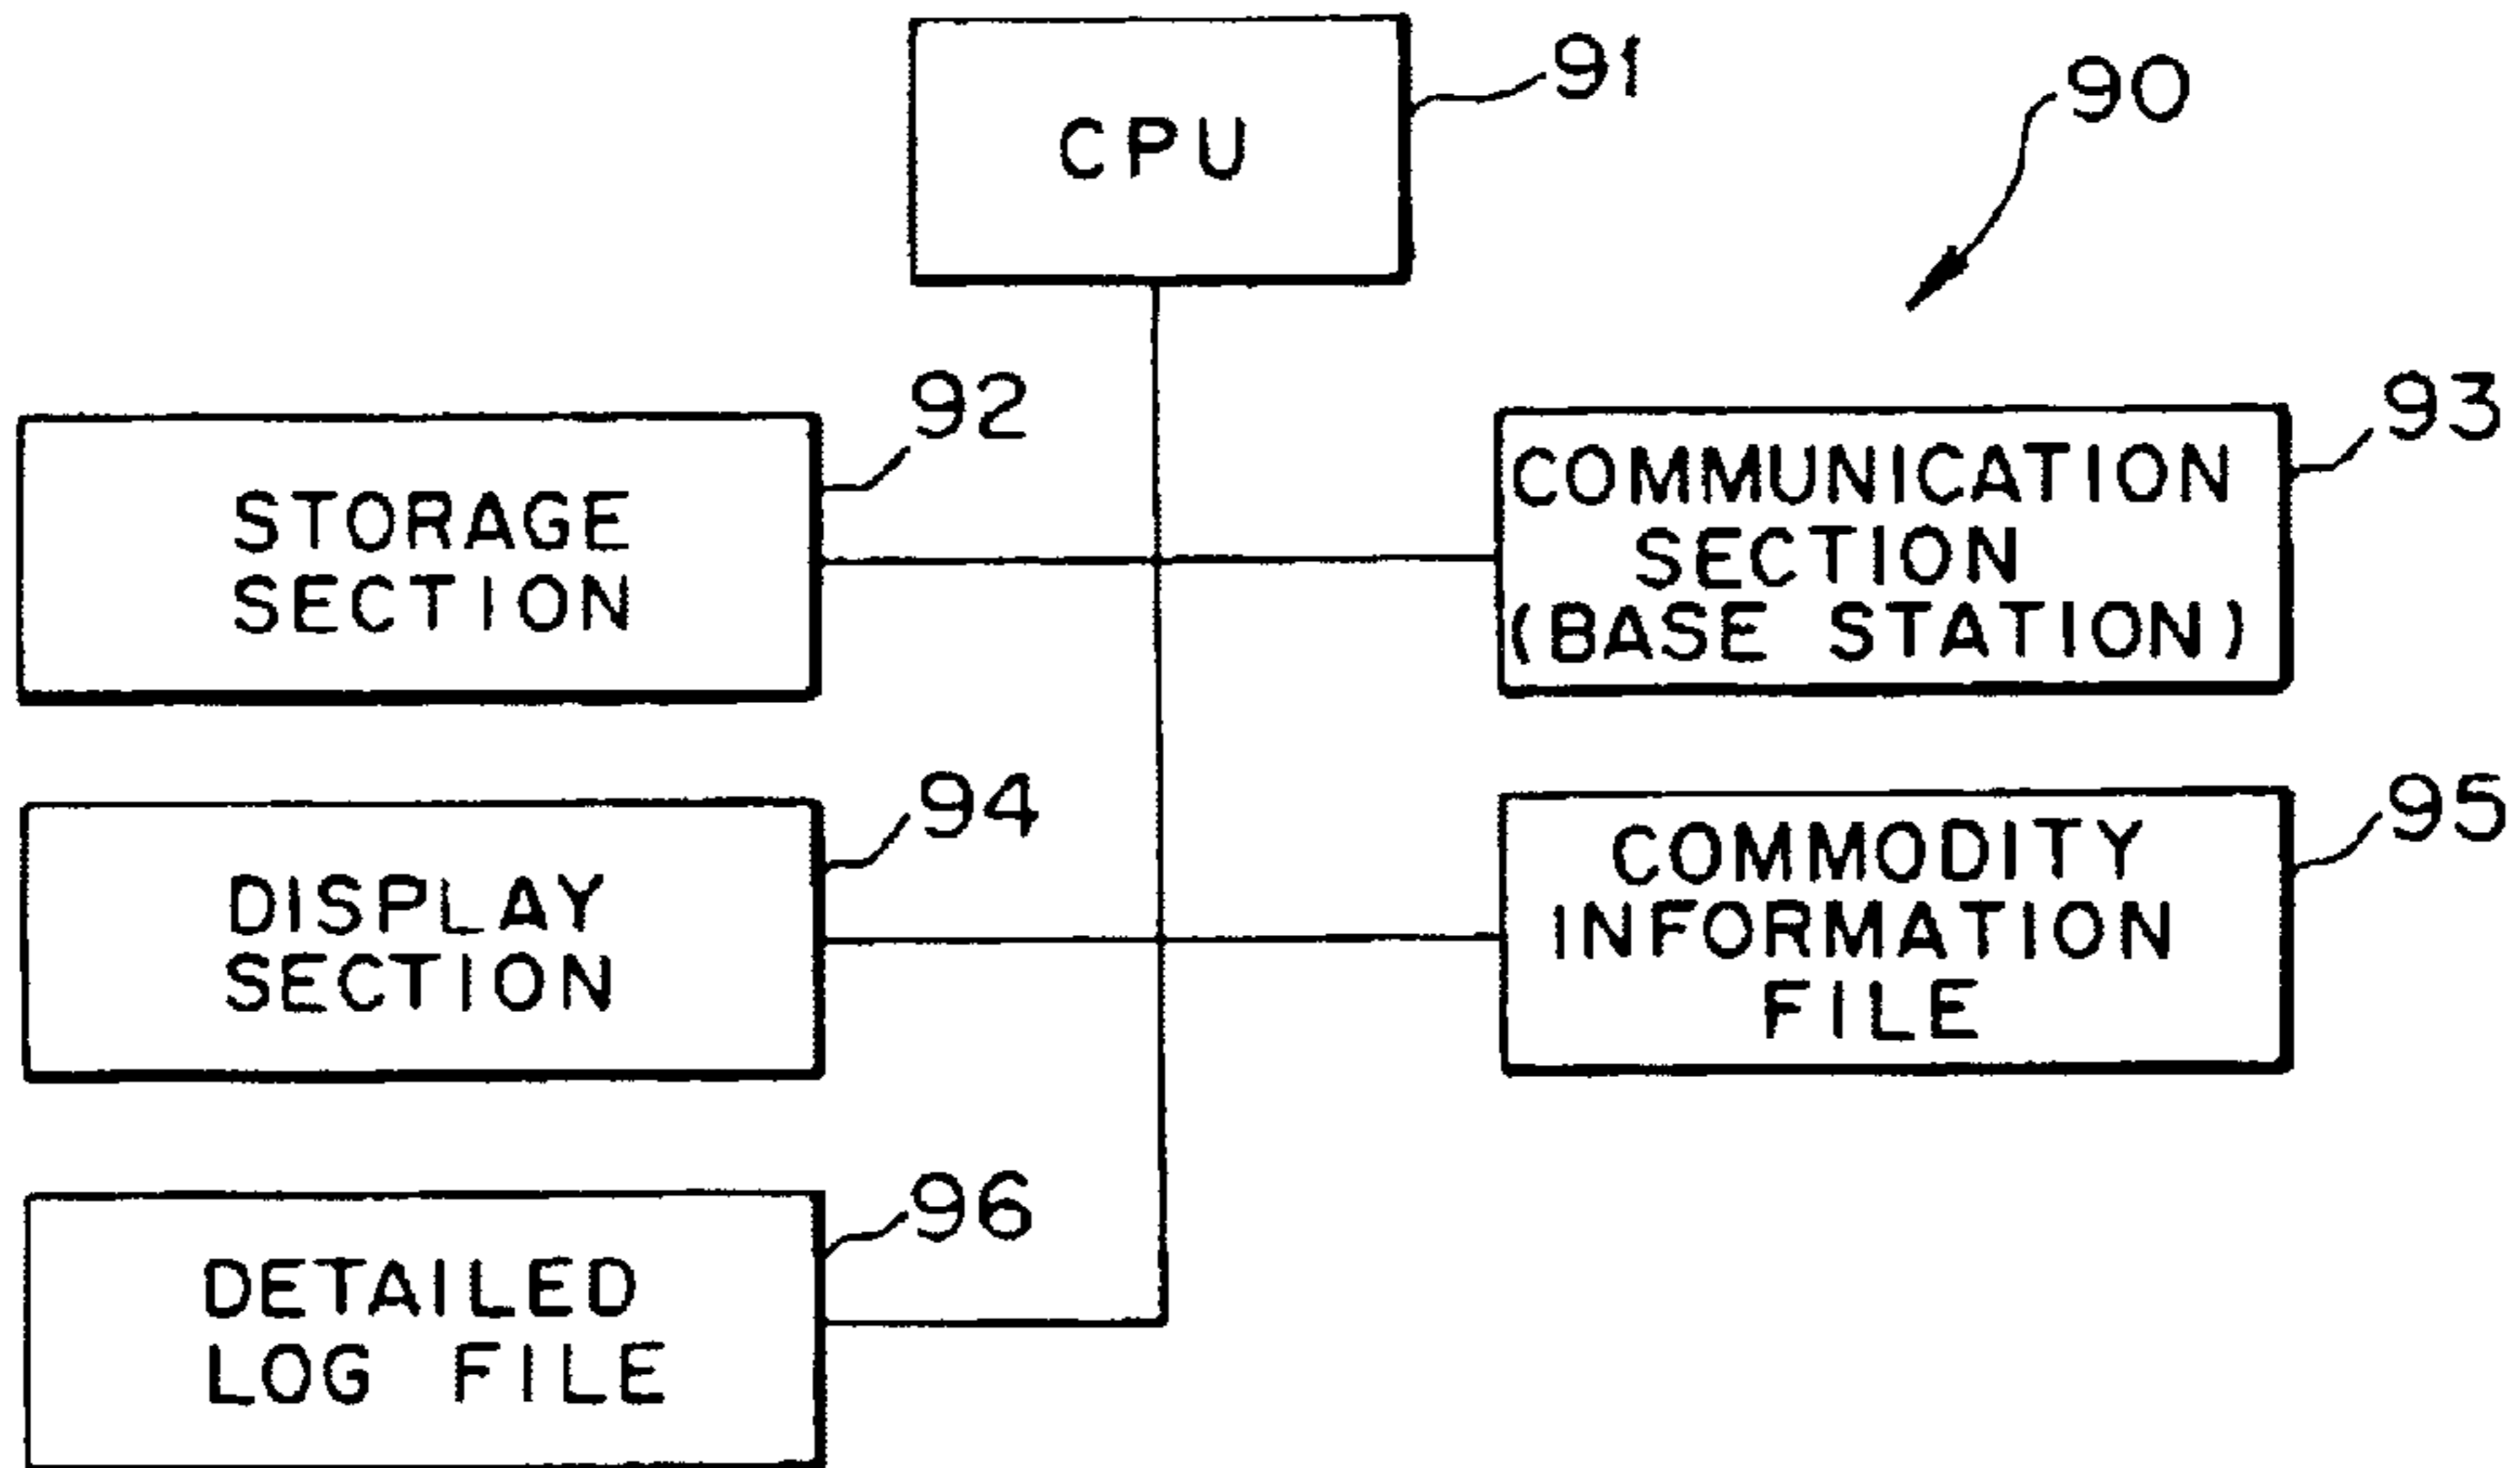 CPU
91
90
92
STORAGE
SECTION
93
COMMUNICATION
SECTION
(BASE STATION)
94
DISPLAY
SECTION
95
COMMODITY
INFORMATION
FILE
96
DETAILED
LOG FILE